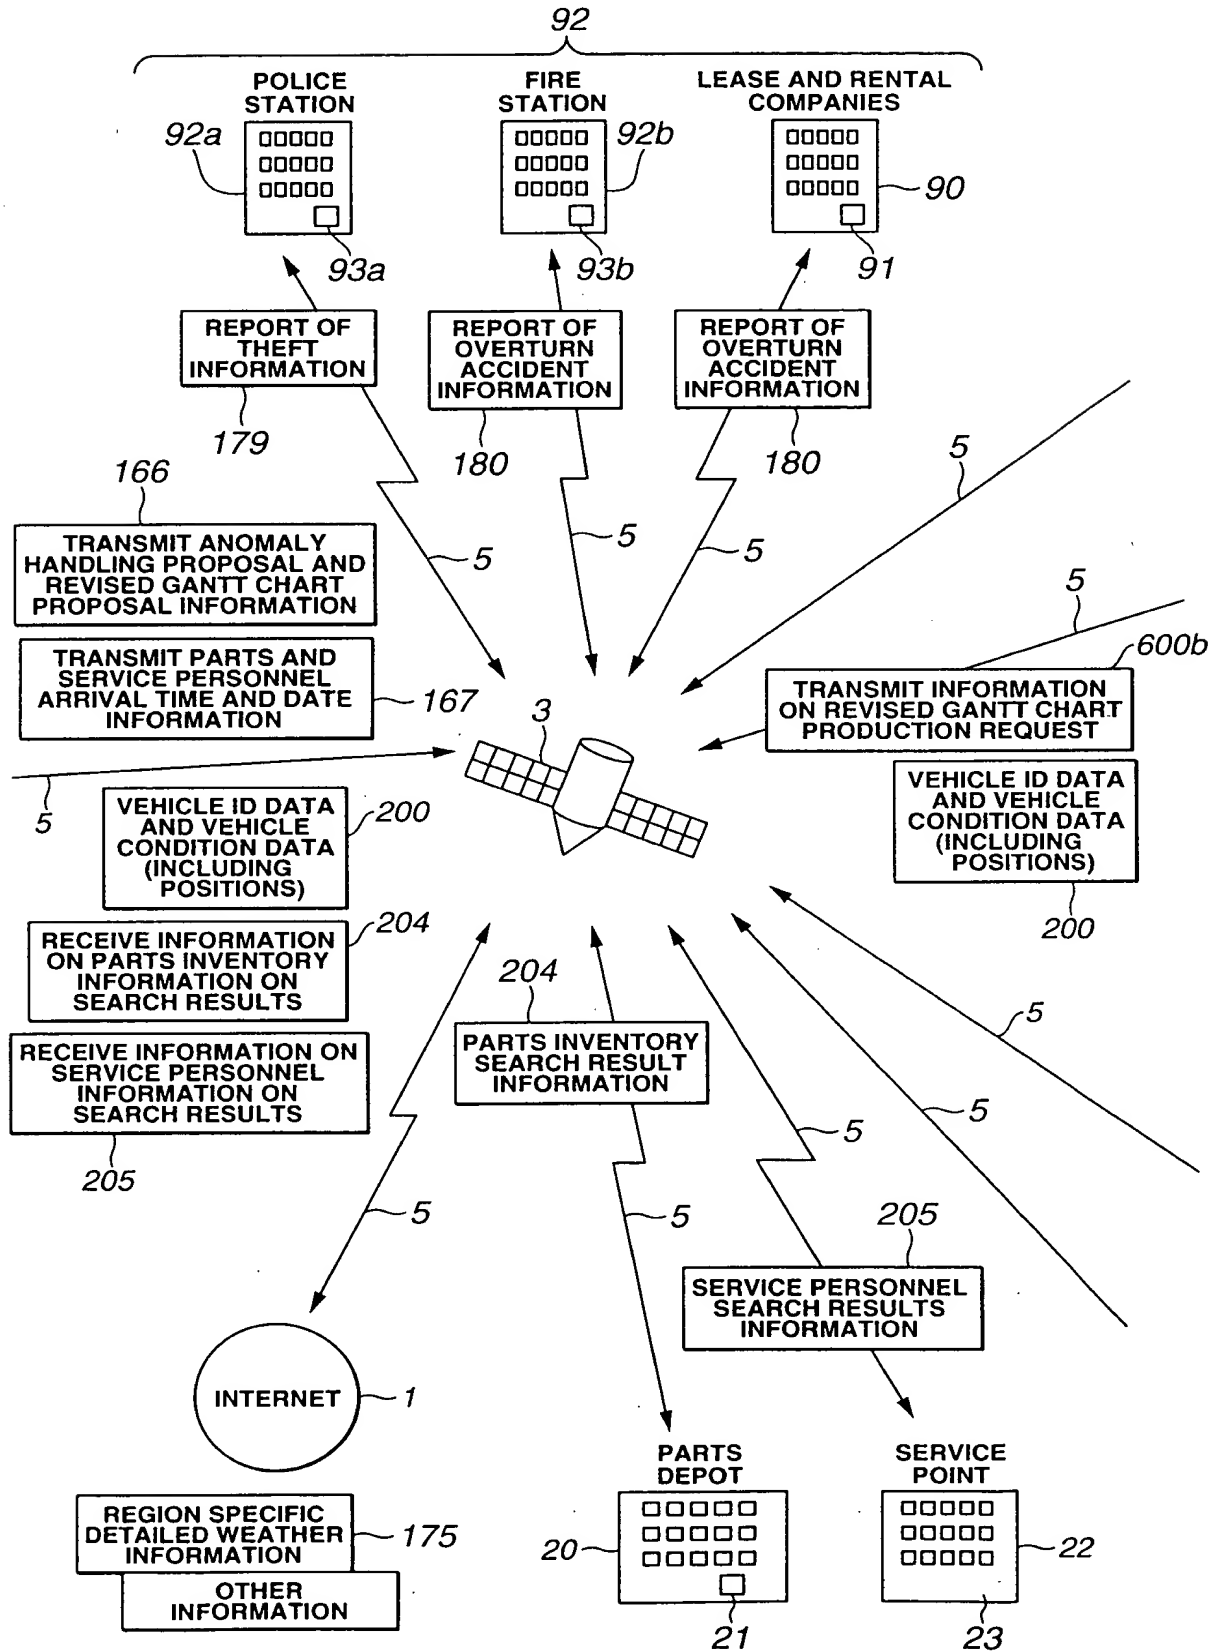 92
POLICE
STATION
FIRE
STATION
LEASE AND RENTAL
COMPANIES
92a
92b
90
93a
93b
91
REPORT OF
THEFT
INFORMATION
REPORT OF
OVERTURN
ACCIDENT
INFORMATION
REPORT OF
OVERTURN
ACCIDENT
INFORMATION
179
180
180
5
166
5
5
5
TRANSMIT ANOMALY
HANDLING PROPOSAL AND
REVISED GANTT CHART
PROPOSAL INFORMATION
5
600b
TRANSMIT PARTS AND
SERVICE PERSONNEL
ARRIVAL TIME AND DATE
INFORMATION
167
3
TRANSMIT INFORMATION
ON REVISED GANTT CHART
PRODUCTION REQUEST
5
VEHICLE ID DATA
AND VEHICLE
CONDITION DATA
(INCLUDING
POSITIONS)
200
VEHICLE ID DATA
AND VEHICLE
CONDITION DATA
(INCLUDING
POSITIONS)
200
204
RECEIVE INFORMATION
ON PARTS INVENTORY
INFORMATION ON
SEARCH RESULTS
204
PARTS INVENTORY
SEARCH RESULT
INFORMATION
5
RECEIVE INFORMATION ON
SERVICE PERSONNEL
INFORMATION ON
SEARCH RESULTS
205
5
5
5
5
205
SERVICE PERSONNEL
SEARCH RESULTS
INFORMATION
INTERNET
1
PARTS
DEPOT
SERVICE
POINT
REGION SPECIFIC
DETAILED WEATHER
INFORMATION
175
OTHER
INFORMATION
20
21
22
23